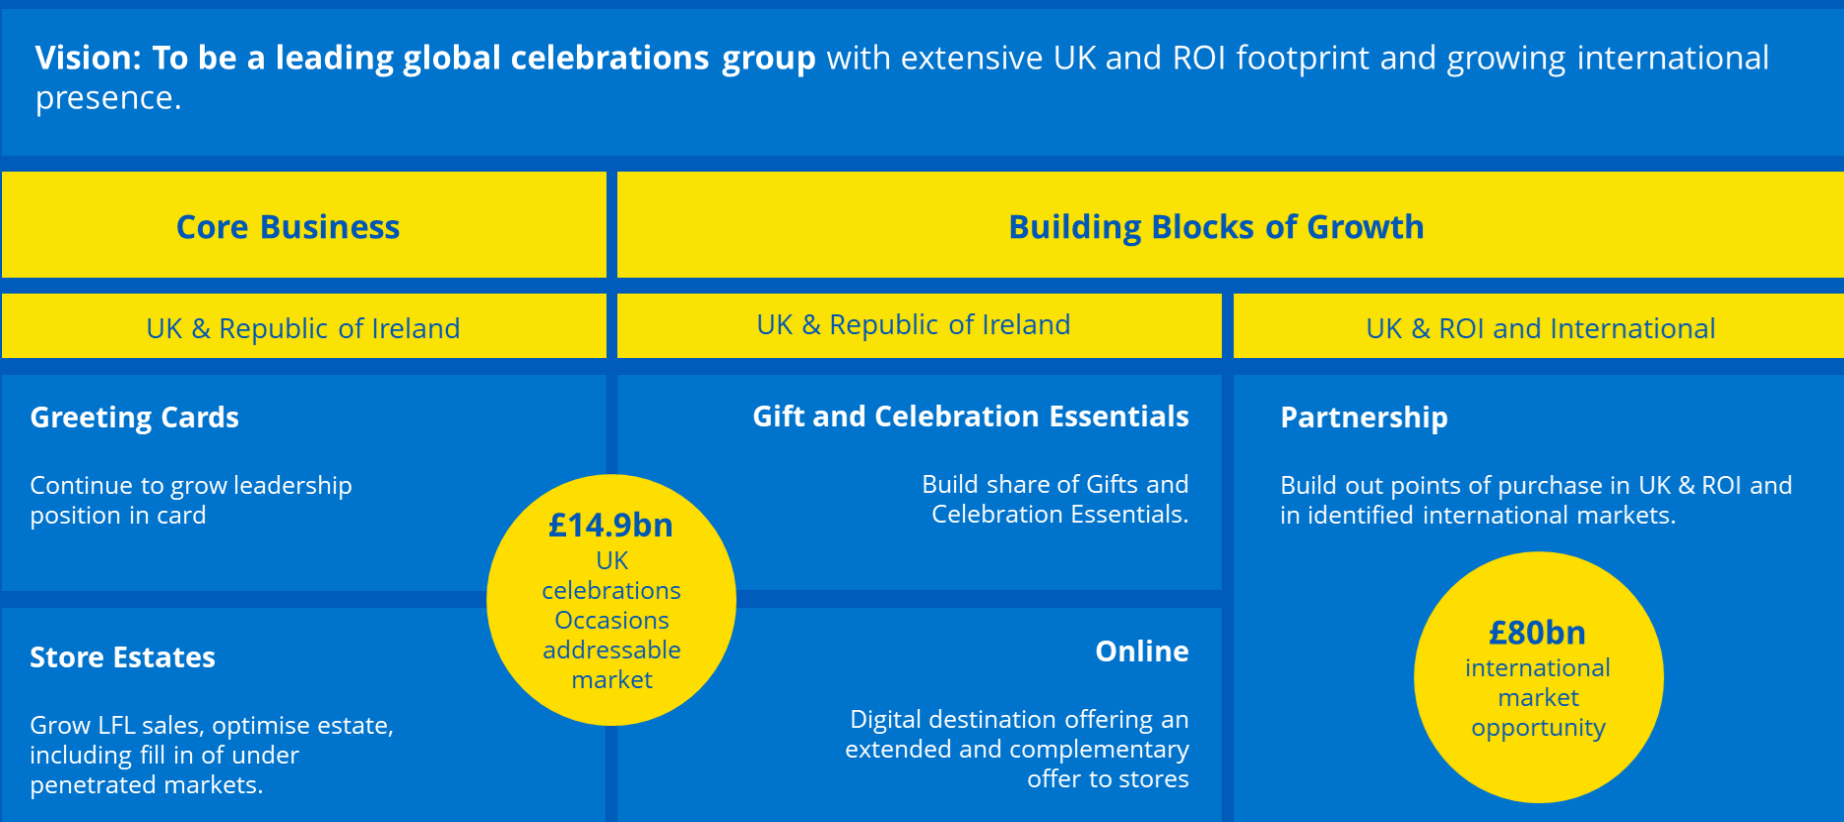 Vision: To be a leading global celebrations group with extensive UK and ROI footprint and growing international
presence.
Core Business
Building Blocks of Growth
UK & Republic of Ireland
UK & Republic of Ireland
UK & ROI and International
Greeting Cards
Continue to grow leadership
position in card
Store Estates
Grow LFL sales, optimise estate,
including fill in of under
penetrated markets.
£14.9bn
UK
celebrations
Occasions
addressable
market
Gift and Celebration Essentials
Build share of Gifts and
Celebration Essentials.
Online
Digital destination offering an
extended and complementary
offer to stores
Partnership
Build out points of purchase in UK & ROI and
in identified international markets.
£80bn
international
market
opportunity